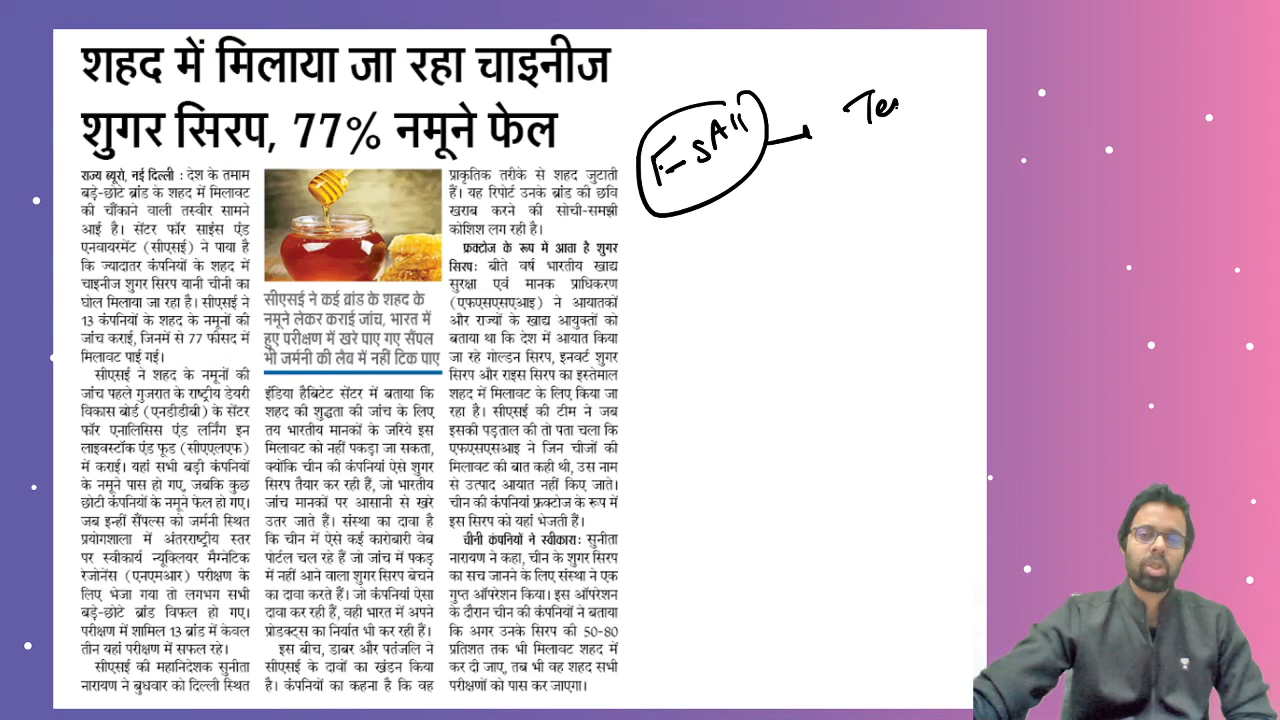 शहद में मिलाया जा रहा चाइनीज
शुगर सिरप, 77% नमूने फेल
राज्य ब्यूरो, नई दिल्ली : देश के तमाम
बड़े-छोटे ब्रांड के शहद में मिलावट
की चौंकाने वाली तस्वीर सामने
आई है। सेंटर फॉर साइंस एंड
एनवायरमेंट (सीएसई) ने पाया है
कि ज्यादातर कंपनियों के शहद में
चाइनीज शुगर सिरप यानी चीनी का
घोल मिलाया जा रहा है। सीएसई ने
13 कंपनियों के शहद के नमूनों की
जांच कराई, जिनमें से 77 फीसद में
मिलावट पाई गई।
सीएसई ने शहद के नमूनों की
जांच पहले गुजरात के राष्ट्रीय डेयरी
विकास बोर्ड (एनडीडीबी) के सेंटर
फॉर एनालिसिस एंड लर्निंग इन
लाइवस्टॉक एंड फूड (सीएएलएफ)
में कराई। यहां सभी बड़ी कंपनियों
के नमूने पास हो गए, जबकि कुछ
छोटी कंपनियों के नमूने फेल हो गए।
जब इन्हीं सैंपल्स को जर्मनी स्थित
प्रयोगशाला में अंतरराष्ट्रीय स्तर
पर स्वीकार्य न्यूक्लियर मैग्नेटिक
रेजोनेंस (एनएमआर) परीक्षण के
लिए भेजा गया तो लगभग सभी
बड़े-छोटे ब्रांड विफल हो गए।
परीक्षण में शामिल 13 ब्रांड में केवल
तीन यहां परीक्षण में सफल रहे।
सीएसई की महानिदेशक सुनीता
नारायण ने बुधवार को दिल्ली स्थित
सीएसई ने कई ब्रांड के शहद के
नमूने लेकर कराई जांच, भारत में
हुए परीक्षण में खरे पाए गए सैंपल
भी जर्मनी की लैब में नहीं टिक पाए
इंडिया हैबिटेट सेंटर में बताया कि
शहद की शुद्धता की जांच के लिए
तय भारतीय मानकों के जरिये इस
मिलावट को नहीं पकड़ा जा सकता,
क्योंकि चीन की कंपनियां ऐसे शुगर
सिरप तैयार कर रही हैं, जो भारतीय
जांच मानकों पर आसानी से खरे
उतर जाते हैं। संस्था का दावा है
कि चीन में ऐसे कई कारोबारी वेब
पोर्टल चल रहे हैं जो जांच में पकड़
में नहीं आने वाला शुगर सिरप बेचने
का दावा करते हैं। जो कंपनियां ऐसा
दावा कर रही हैं, वही भारत में अपने
प्रोडक्ट्स का निर्यात भी कर रही हैं।
इस बीच, डाबर और पतंजलि ने
सीएसई के दावों का खंडन किया
है। कंपनियों का कहना है कि वह
प्राकृतिक तरीके से शहद जुटाती
हैं। यह रिपोर्ट उनके ब्रांड की छवि
खराब करने की सोची-समझी
कोशिश लग रही है।
फ्रक्टोज के रूप में आता है शुगर
सिरप: बीते वर्ष भारतीय खाद्य
सुरक्षा एवं मानक प्राधिकरण
(एफएसएसएआइ) ने आयातकों
और राज्यों के खाद्य आयुक्तों को
बताया था कि देश में आयात किया
जा रहे गोल्डन सिरप, इनवर्ट शुगर
सिरप और राइस सिरप का इस्तेमाल
शहद में मिलावट के लिए किया जा
रहा है। सीएसई की टीम ने जब
इसकी पड़ताल की तो पता चला कि
एफएसएसआइ ने जिन चीजों की
मिलावट की बात कही थी, उस नाम
से उत्पाद आयात नहीं किए जाते।
चीन की कंपनियां फ्रक्टोज के रूप में
इस सिरप को यहां भेजती हैं।
चीनी कंपनियों ने स्वीकारा: सुनीता
नारायण ने कहा, चीन के शुगर सिरप
का सच जानने के लिए संस्था ने एक
गुप्त ऑपरेशन किया। इस ऑपरेशन
के दौरान चीन की कंपनियों ने बताया
कि अगर उनके सिरप की 50-80
प्रतिशत तक भी मिलावट शहद में
कर दी जाए, तब भी वह शहद सभी
परीक्षणों को पास कर जाएगा।